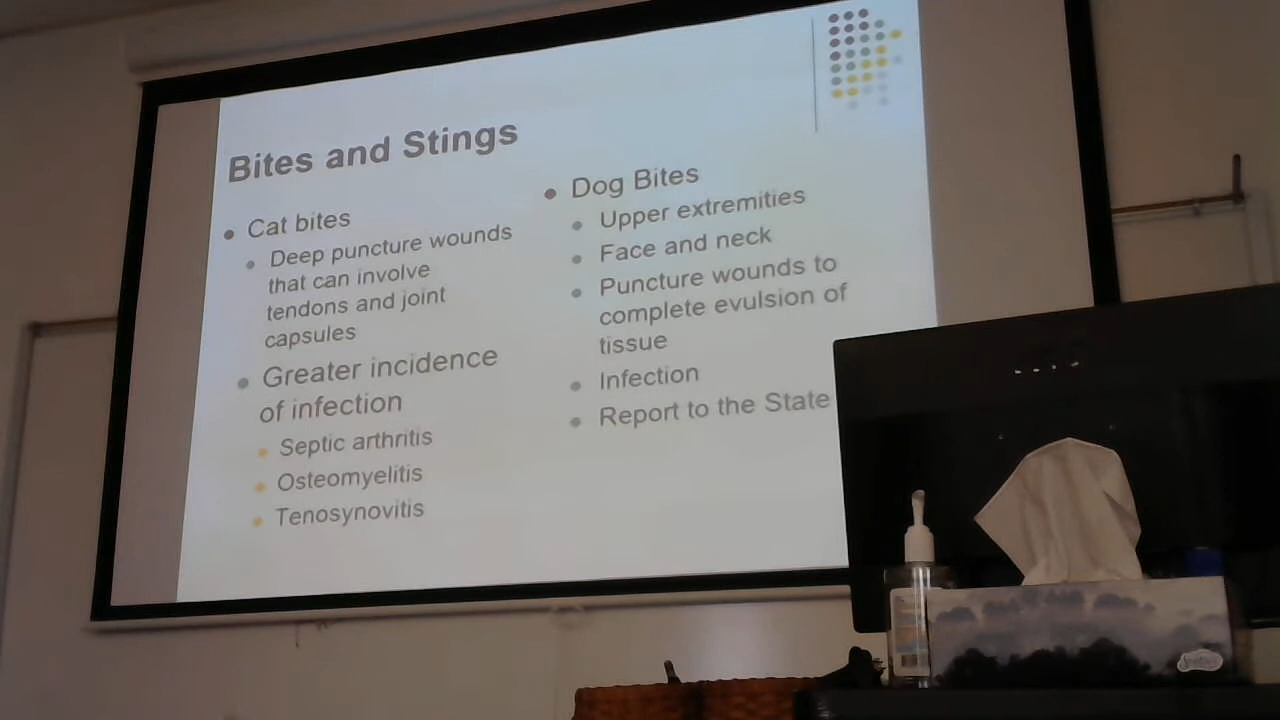 Bites and Stings
• Cat bites
• Deep puncture wounds
that can involve
tendons and joint
capsules
• Greater incidence
of infection
• Septic arthritis
• Osteomyelitis
• Tenosynovitis
• Dog Bites
• Upper extremities
• Face and neck
• Puncture wounds to
complete evulsion of
tissue
• Infection
• Report to the State